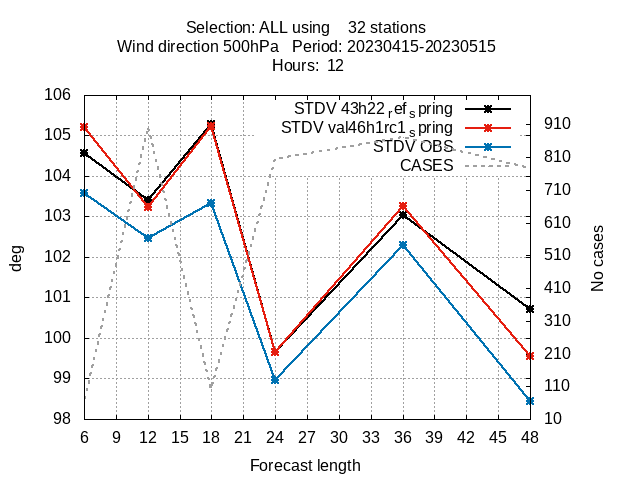 Selection: ALL using    32 stations
Wind direction 500hPa   Period: 20230415-20230515
Hours: 12
STDV 43h22ref spring
STDV val46h1rc1spring
STDV OBS
CASES
106
105
104
103
102
101
100
99
98
910
810
710
610
510
410
310
210
110
10
deg
No cases
6 9 12 15 18 21 24 27 30 33 36 39 42 45 48
Forecast length